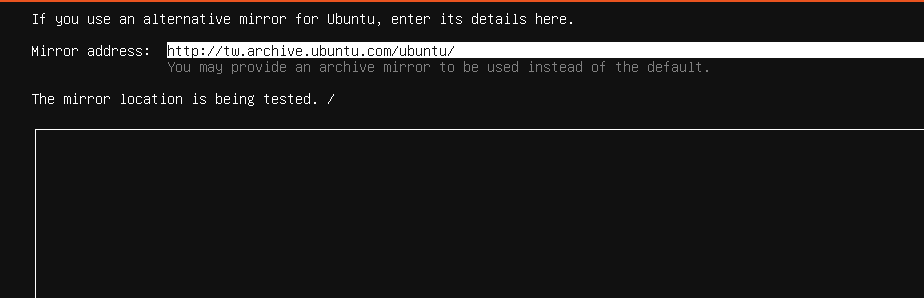 If you use an alternative mirror for Ubuntu, enter its details here.
Mirror address: http://tw.archive.ubuntu.com/ubuntu/
You may provide an archive mirror to be used instead of the default.
The mirror location is being tested. /